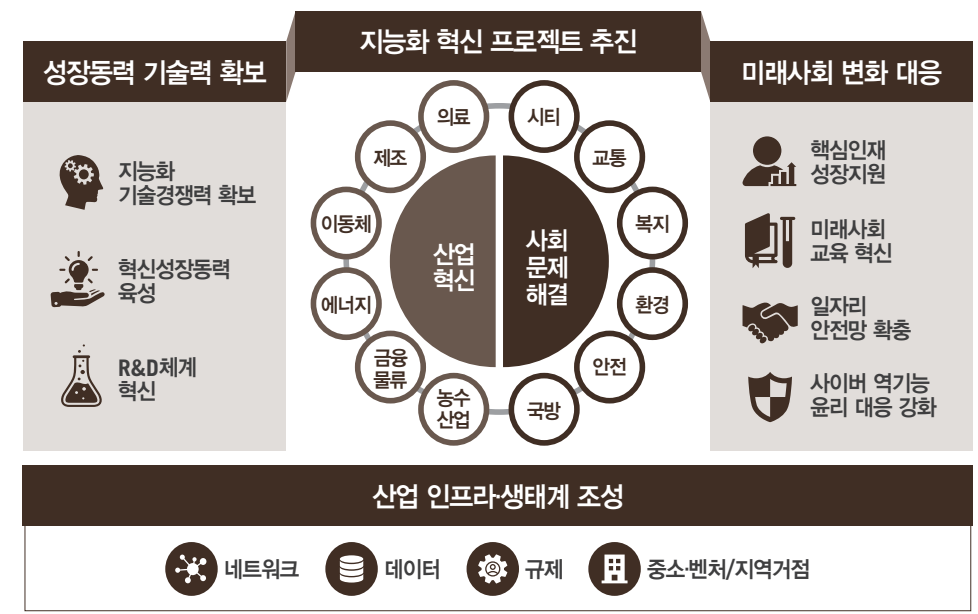 지능화 혁신 프로젝트 추진
성장동력 기술력 확보
지능화
기술경쟁력 확보
혁신성장동력
육성
R&D체계
혁신
의료
제조
이동체
에너지
금융
물류
농수
산업
산업
혁신
사회
문제
해결
시티
교통
복지
환경
안전
국방
미래사회 변화 대응
핵심인재
성장지원
미래사회
교육 혁신
일자리
안전망 확충
사이버 역기능
윤리 대응 강화
산업 인프라·생태계 조성
네트워크
데이터
규제
중소·벤처/지역거점